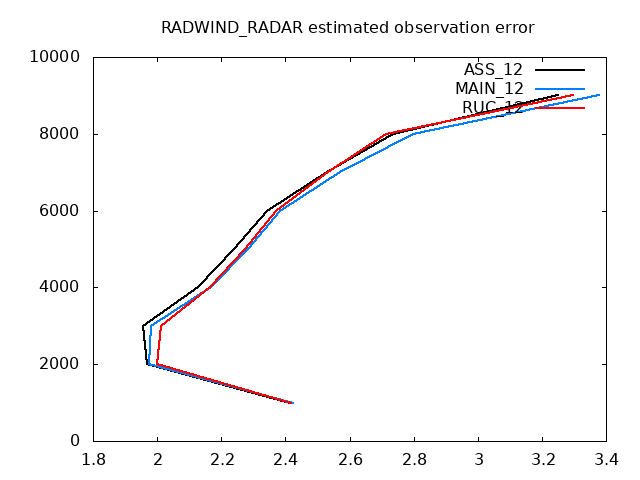 RADWIND_RADAR estimated observation error
10000
8000
6000
4000
2000
0
ASS_12
MAIN_12
RUC_12
1.8 2 2.2 2.4 2.6 2.8 3 3.2 3.4